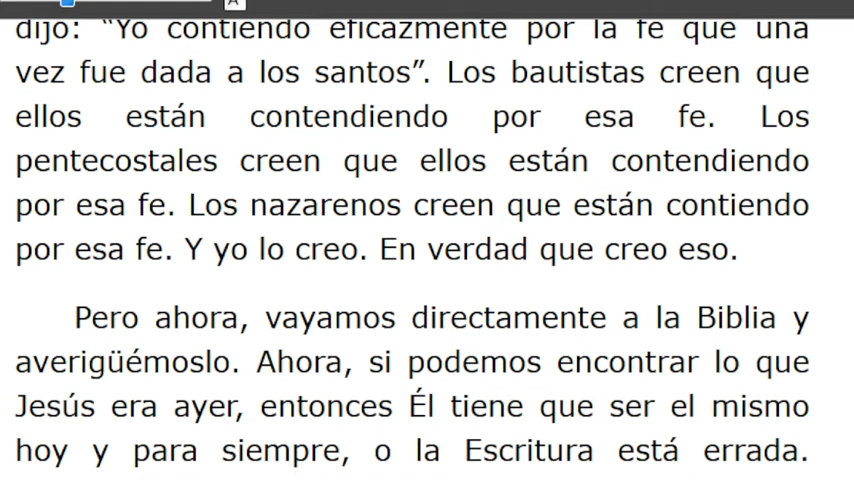 dijo: “Yo contiendo eficazmente por la fe que una
vez fue dada a los santos”. Los bautistas creen que
ellos están contendiendo por esa fe. Los
pentecostales creen que ellos están contendiendo
por esa fe. Los nazarenos creen que están contiendo
por esa fe. Y yo lo creo. En verdad que creo eso.
Pero ahora, vayamos directamente a la Biblia y
averigüémoslo. Ahora, si podemos encontrar lo que
Jesús era ayer, entonces Él tiene que ser el mismo
hoy y para siempre, o la Escritura está errada.